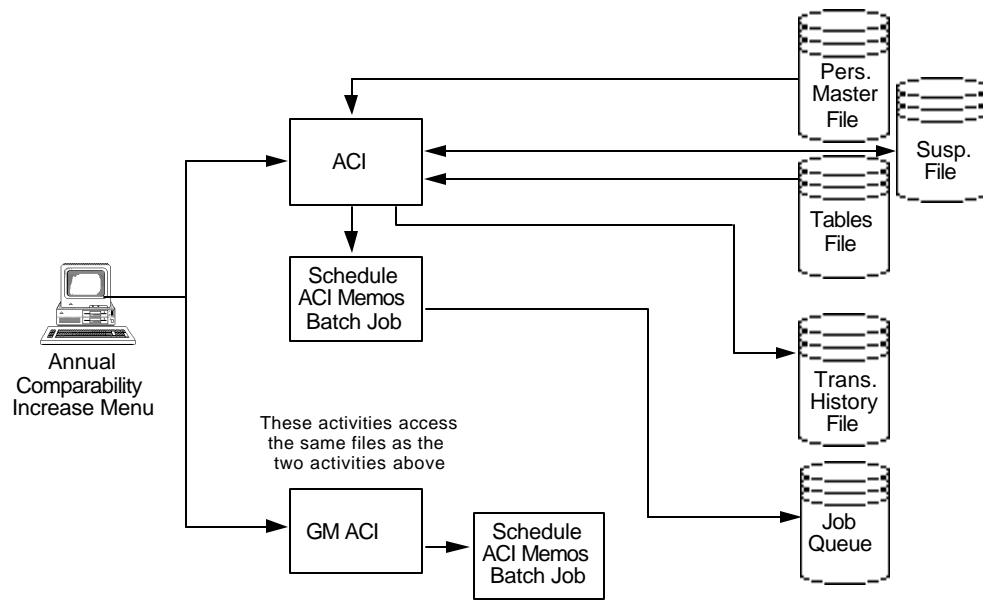 Pers.
Master
File
Susp.
File
ACI
Tables
File
Schedule
ACI Memos
Batch Job
Annual
Comparability
Increase Menu
Trans.
History
File
These activities access
the same files as the
two activities above
GM ACI
Schedule
ACI Memos
Batch Job
Job
Queue